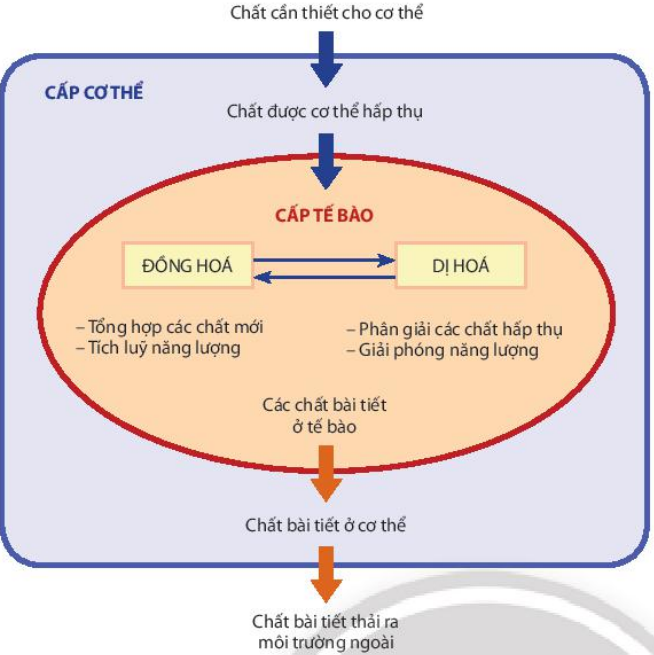 Chất cần thiết cho cơ thể
CẤP CƠ THỂ
Chất được cơ thể hấp thụ
CẤP TẾ BÀO
ĐỒNG HOÁ
DỊ HOÁ
– Tổng hợp các chất mới
– Tích luỹ năng lượng
– Phân giải các chất hấp thụ
– Giải phóng năng lượng
Các chất bài tiết
ở tế bào
Chất bài tiết ở cơ thể
Chất bài tiết thải ra
môi trường ngoài